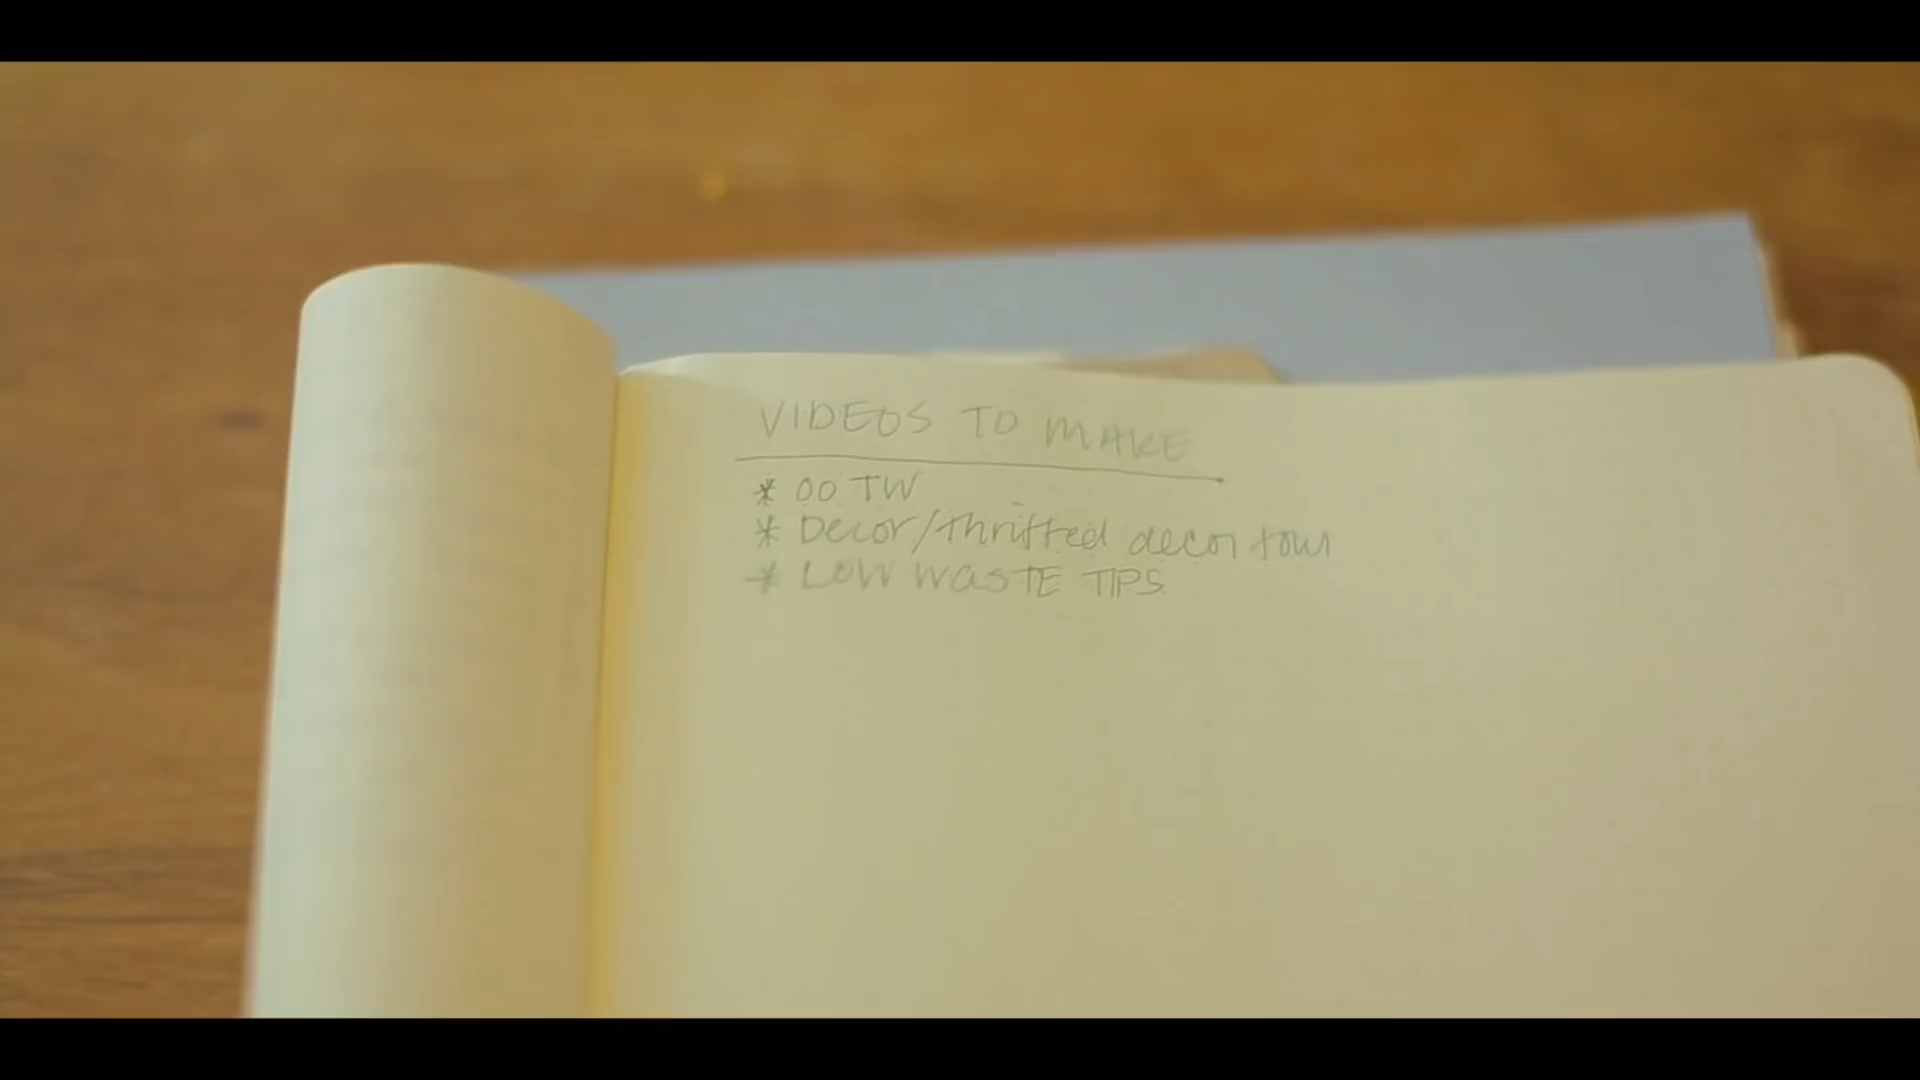 VIDEOS TO MAKE
* OOTW
* Decor/thrifted decor tour
* LOW WASTE TIPS